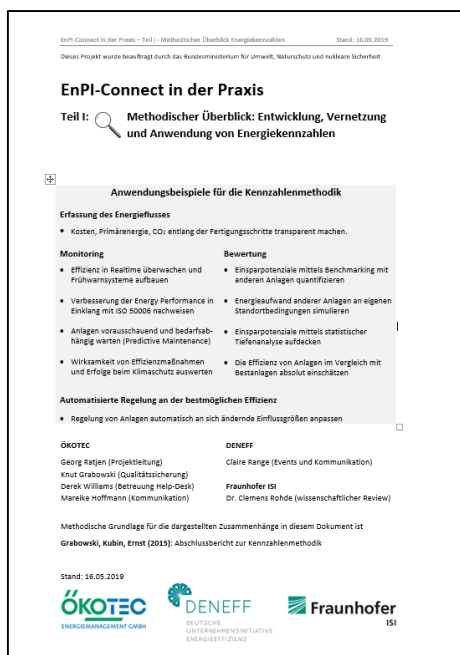 EnPI-Connect in der Praxis – Teil I - Methodischer Überblick Energiekennzahlen Stand: 16.05.2019
Dieses Projekt wurde beauftragt durch das Bundesministerium für Umwelt, Naturschutz und nukleare Sicherheit
EnPI-Connect in der Praxis
Teil I: Methodischer Überblick: Entwicklung, Vernetzung
und Anwendung von Energiekennzahlen
Anwendungsbeispiele für die Kennzahlenmethodik
Erfassung des Energieflusses
• Kosten, Primärenergie, CO₂ entlang der Fertigungsschritte transparent machen.
Monitoring
• Effizienz in Realtime überwachen und
Frühwarnsysteme aufbauen
• Verbesserung der Energy Performance in
Einklang mit ISO 50006 nachweisen
• Anlagen vorausschauend und bedarfsab-
hängig warten (Predictive Maintenance)
• Wirksamkeit von Effizienzmaßnahmen
und Erfolge beim Klimaschutz auswerten
Bewertung
• Einsparpotenziale mittels Benchmarking mit
anderen Anlagen quantifizieren
• Energieaufwand anderer Anlagen an eigenen
Standortbedingungen simulieren
• Einsparpotenziale mittels statistischer
Tiefenanalyse aufdecken
• Die Effizienz von Anlagen im Vergleich mit
Bestanlagen absolut einschätzen
Automatisierte Regelung an der bestmöglichen Effizienz
• Regelung von Anlagen automatisch an sich ändernde Einflussgrößen anpassen
ÖKOTEC
Georg Ratjen (Projektleitung)
Knut Grabowski (Qualitätssicherung)
Derek Williams (Betreuung Help-Desk)
Mareike Hoffmann (Kommunikation)
DENEFF
Claire Range (Events und Kommunikation)
Fraunhofer ISI
Dr. Clemens Rohde (wissenschaftlicher Review)
Methodische Grundlage für die dargestellten Zusammenhänge in diesem Dokument ist
Grabowski, Kubin, Ernst (2015): Abschlussbericht zur Kennzahlenmethodik
Stand: 16.05.2019
ÖKOTEC
ENERGIEMANAGEMENT GMBH
DENEFF
DEUTSCHE
UNTERNEHMENSINITIATIVE
ENERGIEEFFIZIENZ
Fraunhofer
ISI